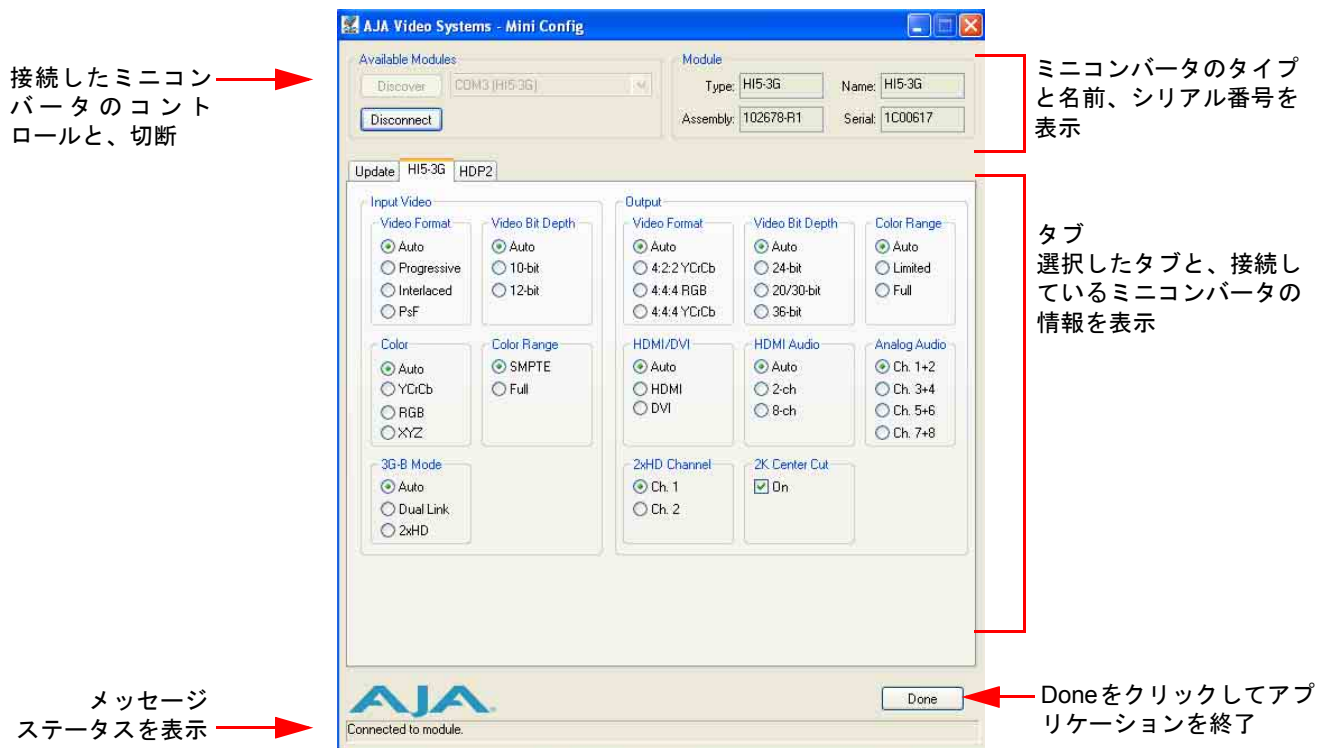 AJA Video Systems - Mini Config
接続したミニコン
バータのコント
ロールと、切断
Available Modules
Discover
COM3 (HI5-3G)
Disconnect
Module
Type: HI5-3G
Name: HI5-3G
Assembly: 102678-R1
Serial: 1C00617
ミニコンバータのタイプ
と名前、シリアル番号を
表示
Update
HI5-3G
HDP2
タブ
選択したタブと、接続し
ているミニコンバータの
情報を表示
Input Video
Video Format
Auto
Progressive
Interlaced
PsF
Video Bit Depth
Auto
10-bit
12-bit
Color
Auto
YCrCb
RGB
XYZ
Color Range
SMPTE
Full
3G-B Mode
Auto
Dual Link
2xHD
Output
Video Format
Auto
4:2:2 YCrCb
4:4:4 RGB
4:4:4 YCrCb
Video Bit Depth
Auto
24-bit
20/30-bit
36-bit
Color Range
Auto
Limited
Full
HDMI/DVI
Auto
HDMI
DVI
HDMI Audio
Auto
2-ch
8-ch
Analog Audio
Ch. 1+2
Ch. 3+4
Ch. 5+6
Ch. 7+8
2xHD Channel
Ch. 1
Ch. 2
2K Center Cut
On
AJA
Done
Connected to module.
メッセージ
ステータスを表示
Doneをクリックしてアプ
リケーションを終了